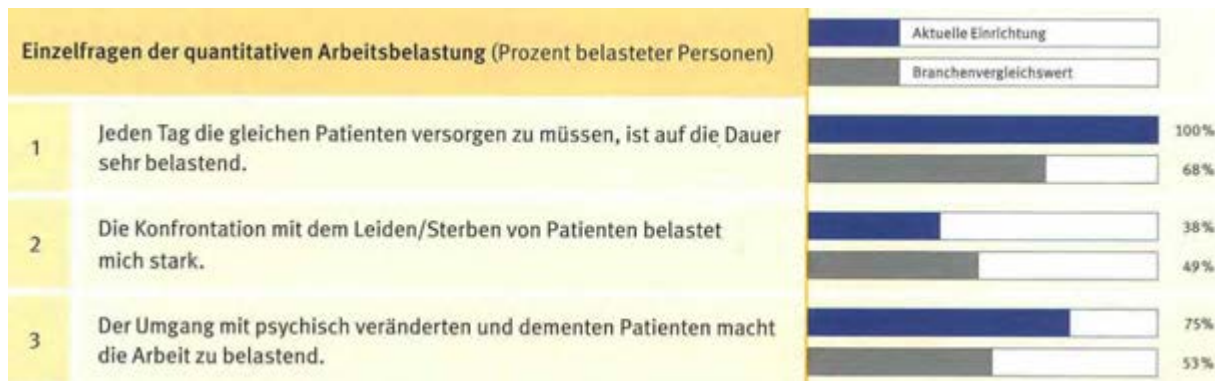 Einzelfragen der quantitativen Arbeitsbelastung (Prozent belasteter Personen)
Aktuelle Einrichtung
Branchenvergleichswert
1
Jeden Tag die gleichen Patienten versorgen zu müssen, ist auf die Dauer
sehr belastend.
100%
68%
2
Die Konfrontation mit dem Leiden/Sterben von Patienten belastet
mich stark.
38%
49%
3
Der Umgang mit psychisch veränderten und dementen Patienten macht
die Arbeit zu belastend.
75%
53%